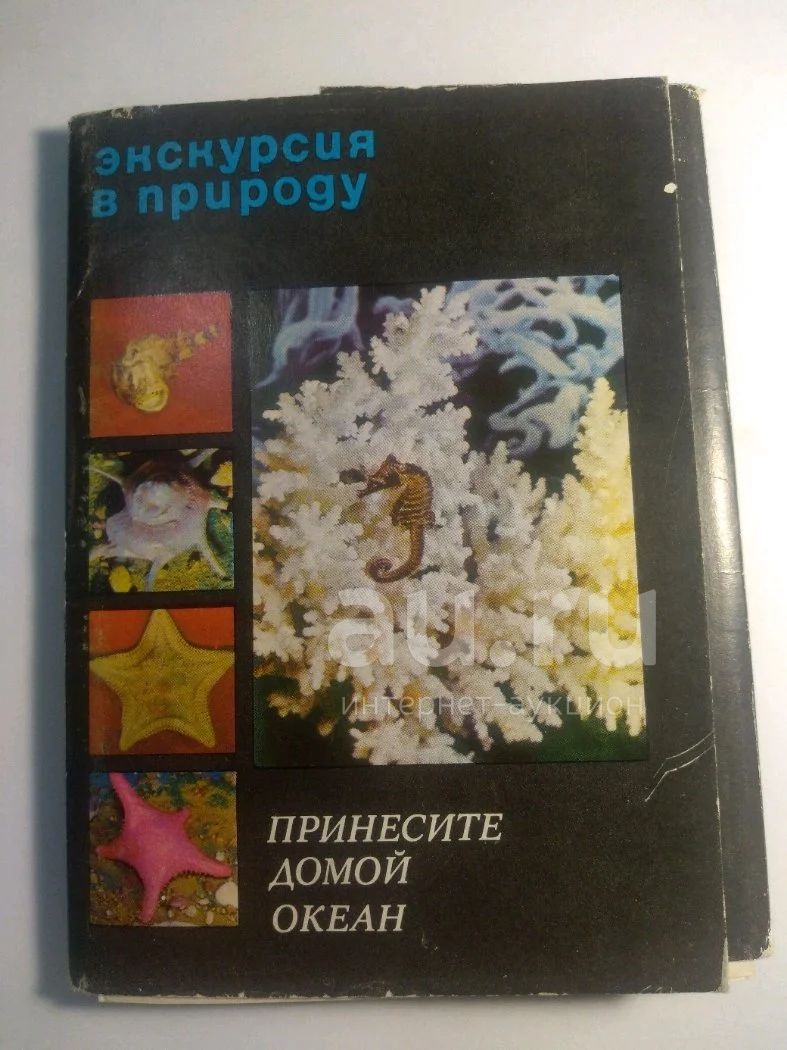 экскурсия
в природу
au.ru
интернет-аукцион
ПРИНЕСИТЕ
ДОМОЙ
ОКЕАН